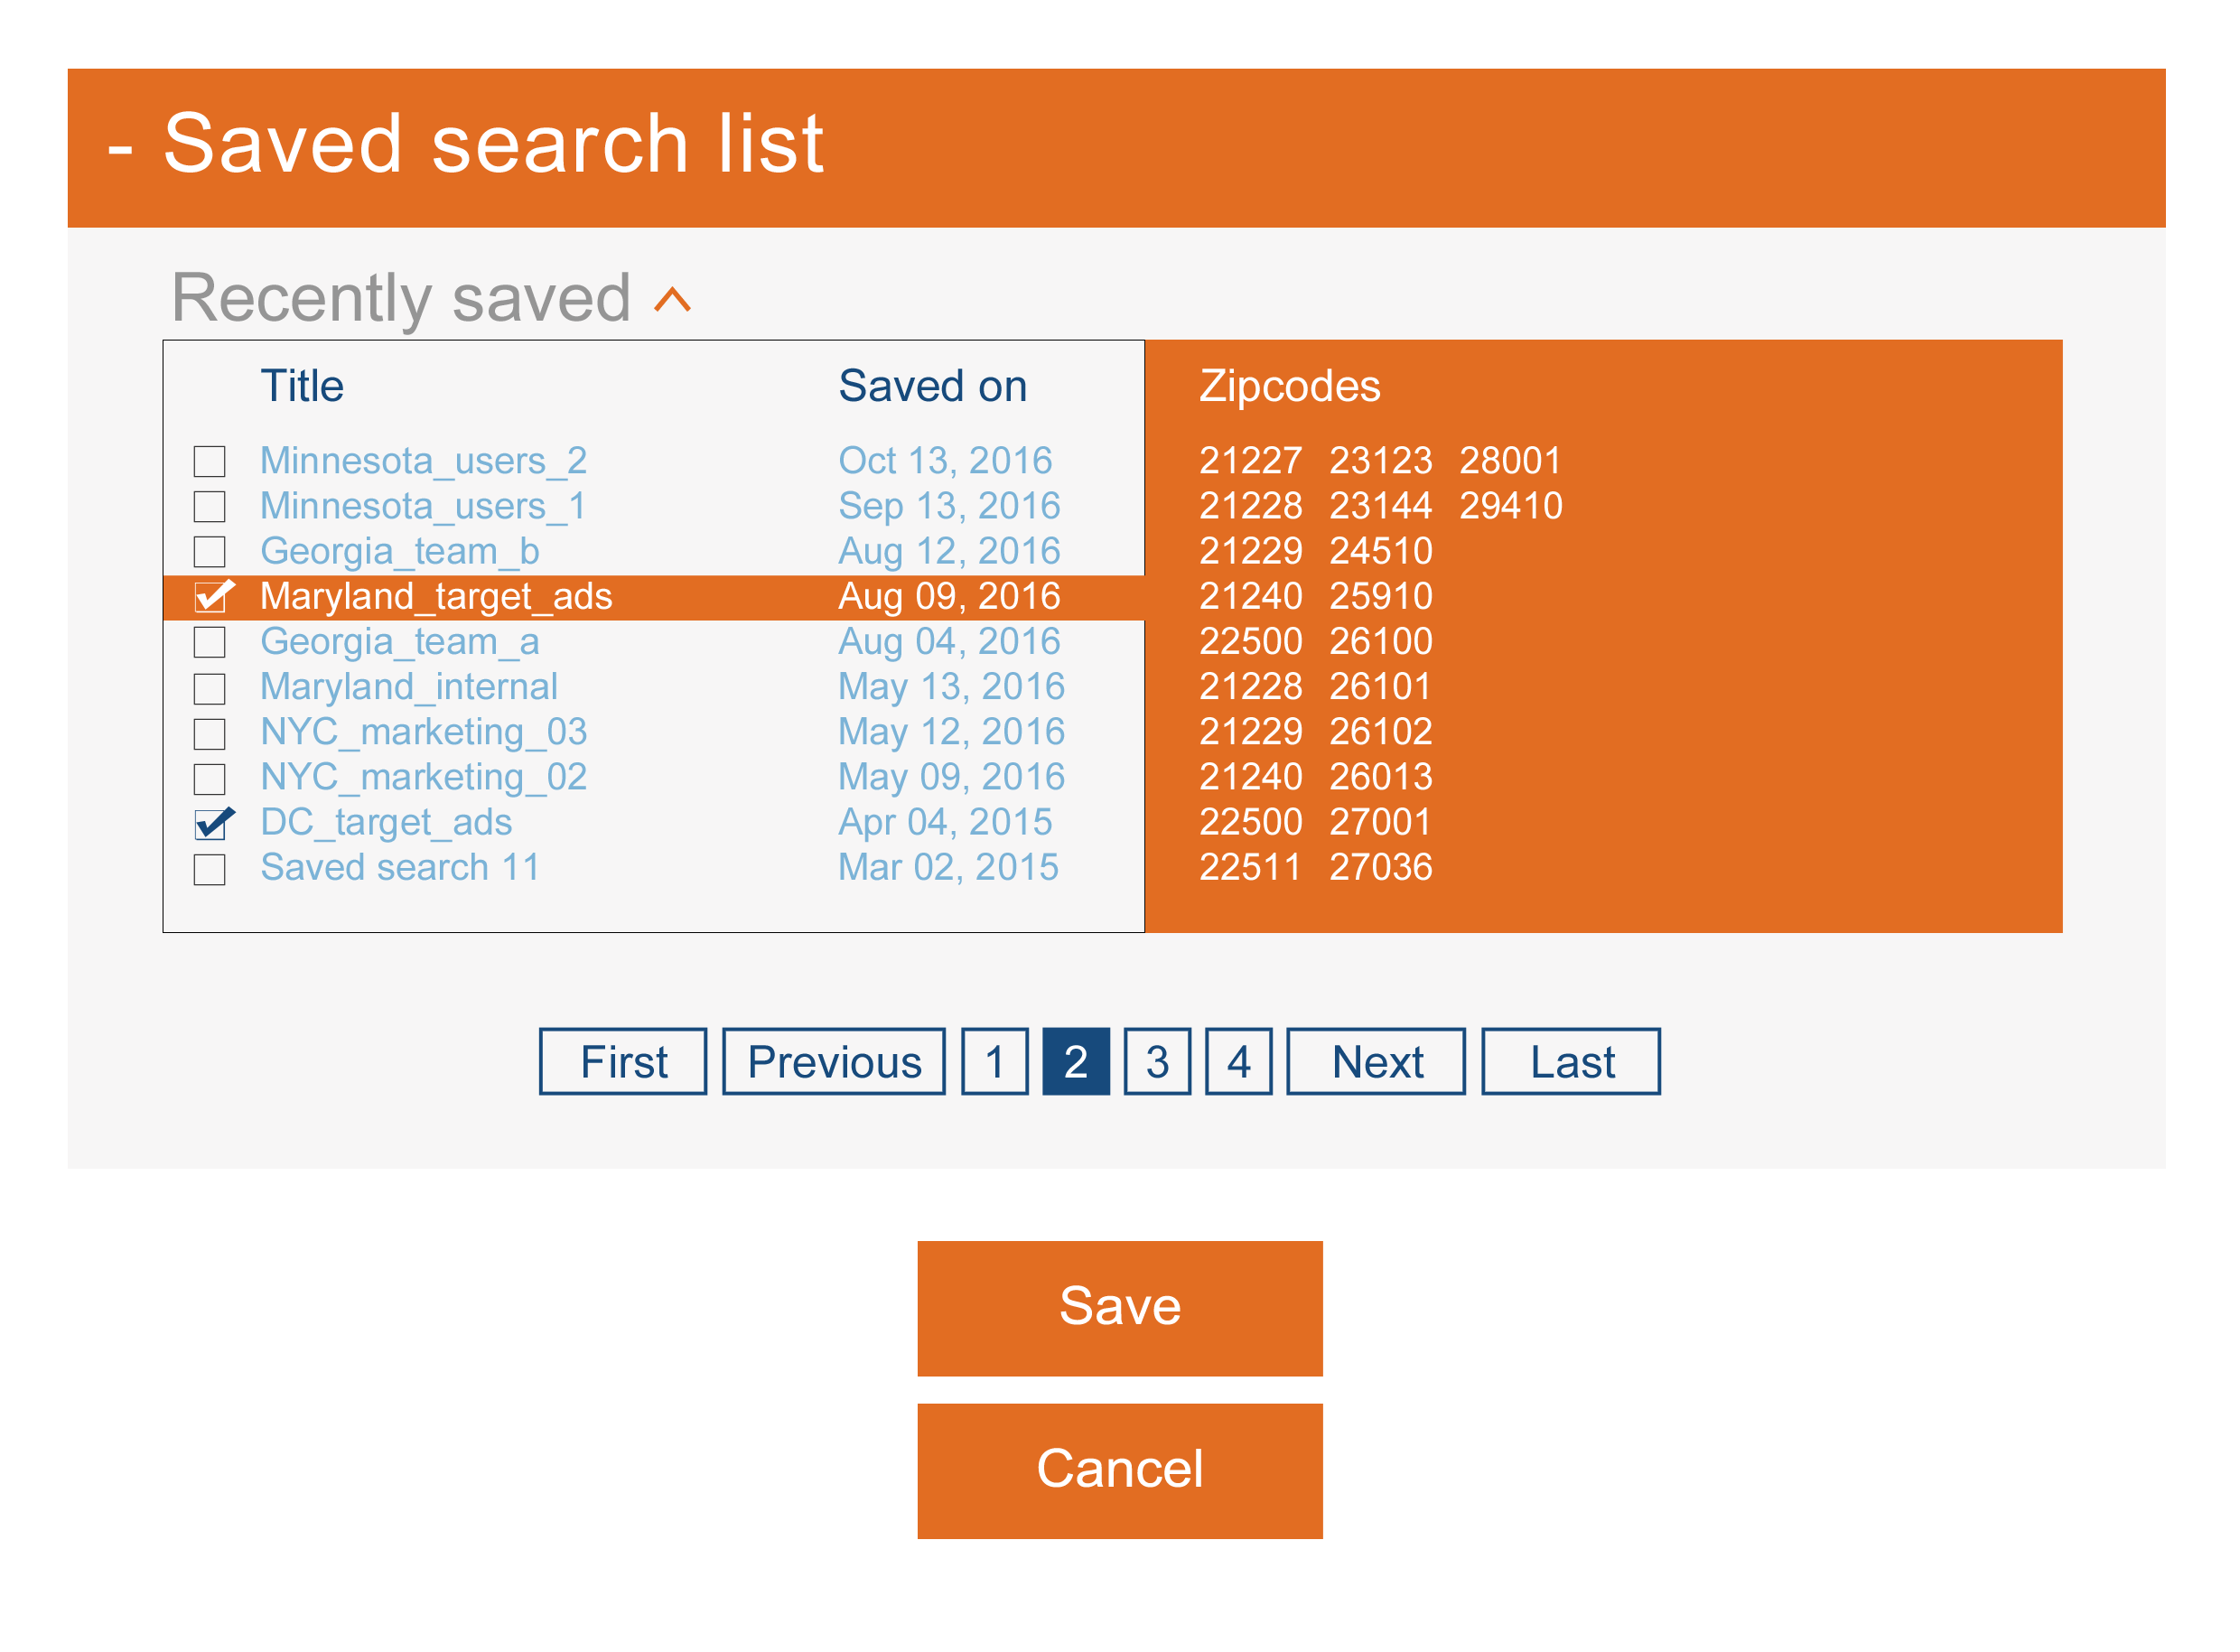 - Saved search list
Recently saved
Title Saved on Zipcodes
Minnesota_users_2 Oct 13, 2016 21227 23123 28001
Minnesota_users_1 Sep 13, 2016 21228 23144 29410
Georgia_team_b Aug 12, 2016 21229 24510
Maryland_target_ads Aug 09, 2016 21240 25910
Georgia_team_a Aug 04, 2016 22500 26100
Maryland_internal May 13, 2016 21228 26101
NYC_marketing_03 May 12, 2016 21229 26102
NYC_marketing_02 May 09, 2016 21240 26013
DC_target_ads Apr 04, 2015 22500 27001
Saved search 11 Mar 02, 2015 22511 27036
First Previous 1 2 3 4 Next Last
Save
Cancel